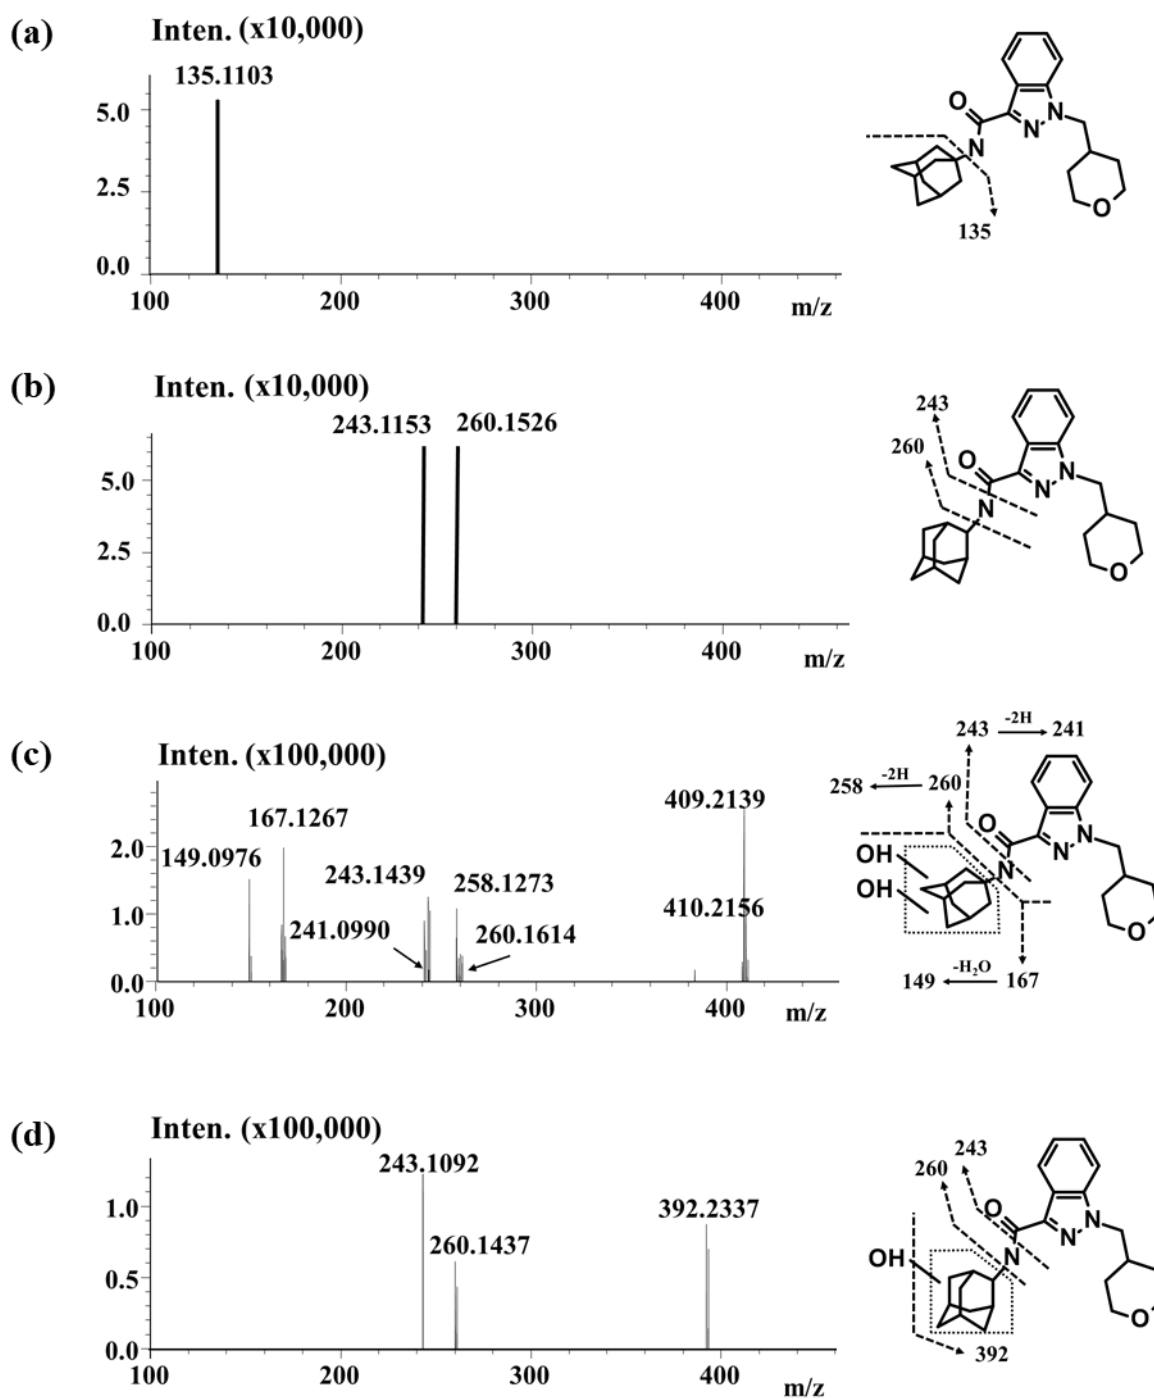 (a)
Inten. (x10,000)
135.1103
5.0
2.5
0.0
100
200
300
400
m/z
O
N
N
N
O
135
(b)
Inten. (x10,000)
243.1153
260.1526
5.0
2.5
0.0
100
200
300
400
m/z
243
260
O
N
N
N
O
(c)
Inten. (x100,000)
409.2139
167.1267
2.0
149.0976
243.1439
258.1273
410.2156
1.0
241.0990
260.1614
0.0
100
200
300
400
m/z
243 -2H 241
258 -2H 260
O
N
N
N
OH
OH
O
149 -H₂O 167
(d)
Inten. (x100,000)
243.1092
392.2337
1.0
260.1437
0.5
0.0
100
200
300
400
m/z
243
260
O
N
N
N
OH
O
392